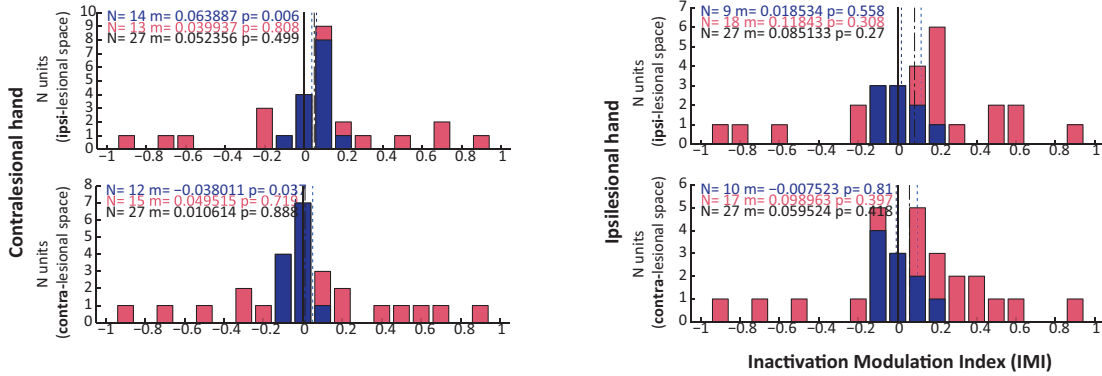 Contralesional hand
N units
(ipsi-lesional space)
10
9
8
7
6
5
4
3
2
1
0
N= 14 m= 0.063887 p= 0.006
N= 13 m= 0.039937 p= 0.808
N= 27 m= 0.052356 p= 0.499
−1 −0.8 −0.6 −0.4 −0.2 0 0.2 0.4 0.6 0.8 1
N units
(contra-lesional space)
8
7
6
5
4
3
2
1
0
N= 12 m= −0.038011 p= 0.037
N= 15 m= 0.049515 p= 0.719
N= 27 m= 0.010614 p= 0.888
−1 −0.8 −0.6 −0.4 −0.2 0 0.2 0.4 0.6 0.8 1
Ipsilesional hand
N units
(ipsi-lesional space)
7
6
5
4
3
2
1
0
N= 9 m= 0.018534 p= 0.558
N= 18 m= 0.11843 p= 0.308
N= 27 m= 0.085133 p= 0.27
−1 −0.8 −0.6 −0.4 −0.2 0 0.2 0.4 0.6 0.8 1
N units
(contra-lesional space)
6
5
4
3
2
1
0
N= 10 m= −0.007523 p= 0.81
N= 17 m= 0.098963 p= 0.397
N= 27 m= 0.059524 p= 0.418
−1 −0.8 −0.6 −0.4 −0.2 0 0.2 0.4 0.6 0.8 1
Inactivation Modulation Index (IMI)